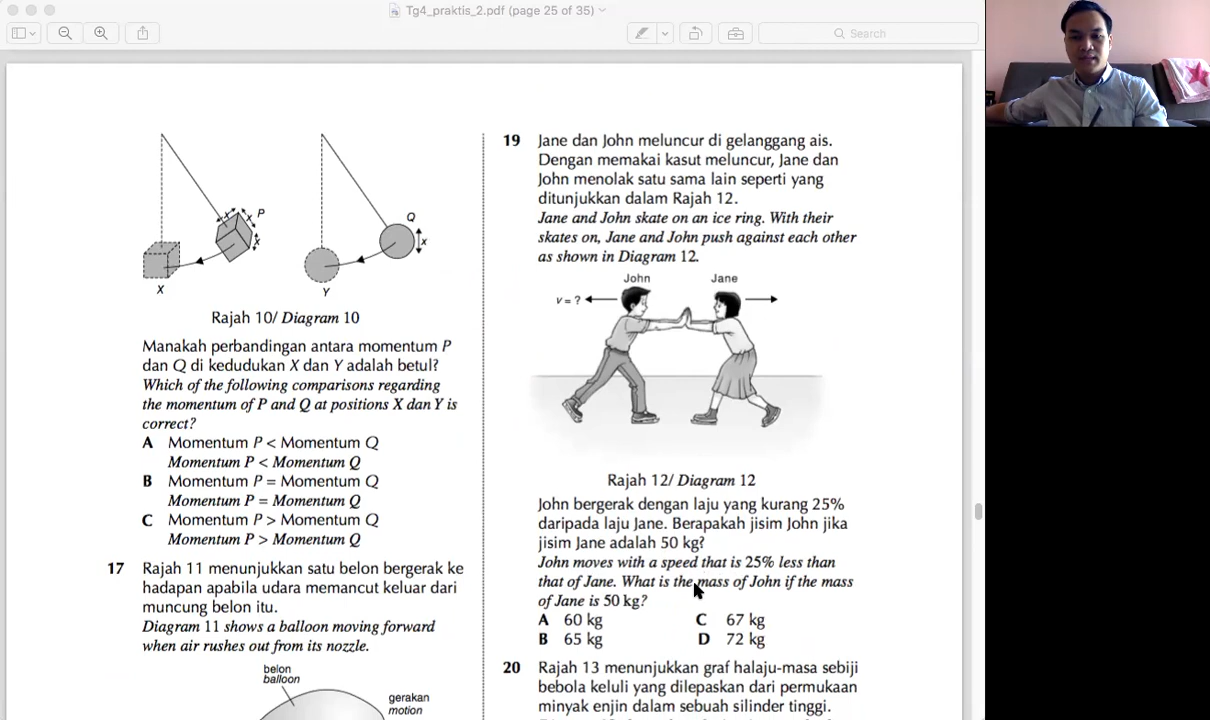 Tg4_praktis_2.pdf (page 25 of 35)
Search
P
x
x
x
X
Q
x
Y
Rajah 10/ Diagram 10
Manakah perbandingan antara momentum P
dan Q di kedudukan X dan Y adalah betul?
Which of the following comparisons regarding
the momentum of P and Q at positions X dan Y is
correct?
A Momentum P < Momentum Q
Momentum P < Momentum Q
B Momentum P = Momentum Q
Momentum P = Momentum Q
C Momentum P > Momentum Q
Momentum P > Momentum Q
17 Rajah 11 menunjukkan satu belon bergerak ke
hadapan apabila udara memancut keluar dari
muncung belon itu.
Diagram 11 shows a balloon moving forward
when air rushes out from its nozzle.
belon
balloon
gerakan
motion
19 Jane dan John meluncur di gelanggang ais.
Dengan memakai kasut meluncur, Jane dan
John menolak satu sama lain seperti yang
ditunjukkan dalam Rajah 12.
Jane and John skate on an ice ring. With their
skates on, Jane and John push against each other
as shown in Diagram 12.
John Jane
v = ?
Rajah 12/ Diagram 12
John bergerak dengan laju yang kurang 25%
daripada laju Jane. Berapakah jisim John jika
jisim Jane adalah 50 kg?
John moves with a speed that is 25% less than
that of Jane. What is the mass of John if the mass
of Jane is 50 kg?
A 60 kg C 67 kg
B 65 kg D 72 kg
20 Rajah 13 menunjukkan graf halaju-masa sebiji
bebola keluli yang dilepaskan dari permukaan
minyak enjin dalam sebuah silinder tinggi.